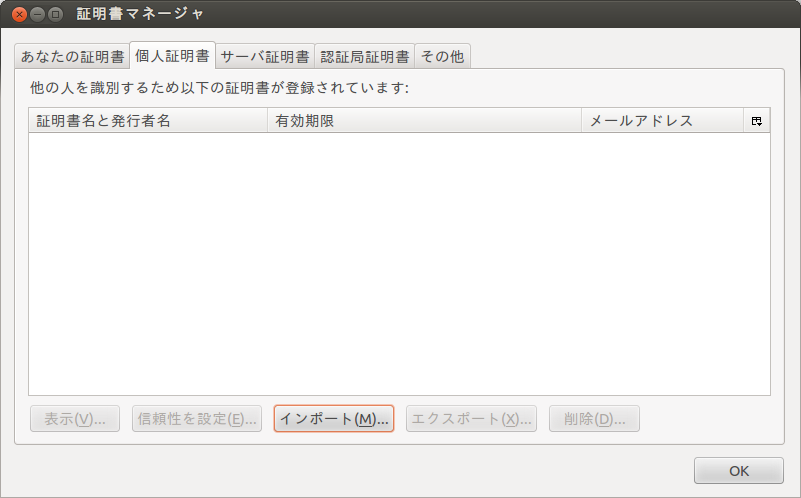 証明書マネージャ
あなたの証明書 個人証明書 サーバ証明書 認証局証明書 その他
他の人を識別するため以下の証明書が登録されています:
証明書名と発行者名 有効期限 メールアドレス
表示(V)... 信頼性を設定(E)... インポート(M)... エクスポート(X)... 削除(D)...
OK